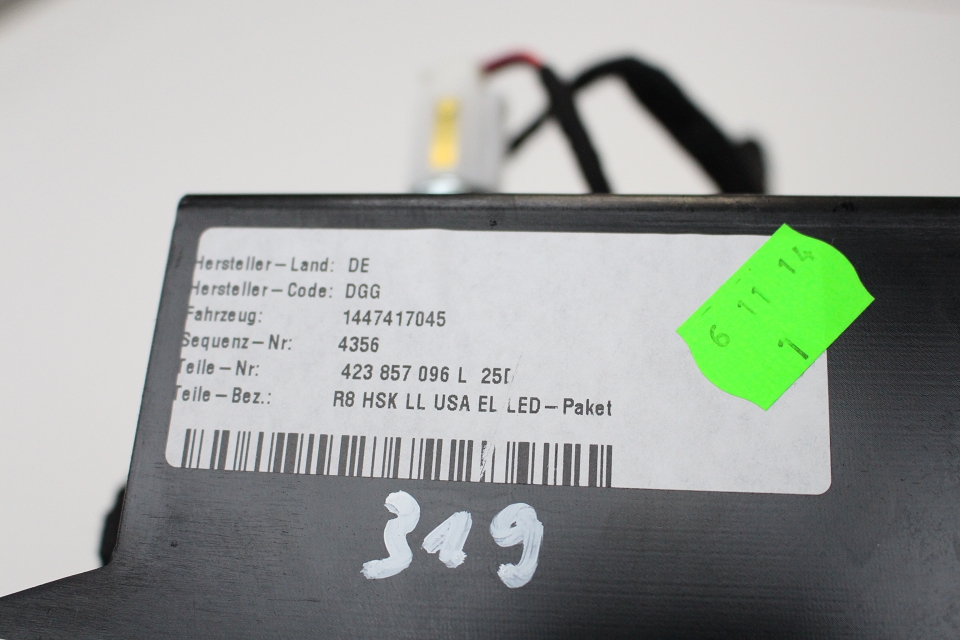 Hersteller-Land: DE
Hersteller-Code: DGG
Fahrzeug: 1447417045
Sequenz-Nr: 4356
Teile-Nr: 423 857 096 L 25D
Teile-Bez.: R8 HSK LL USA EL LED-Paket
6 11 14
1
319